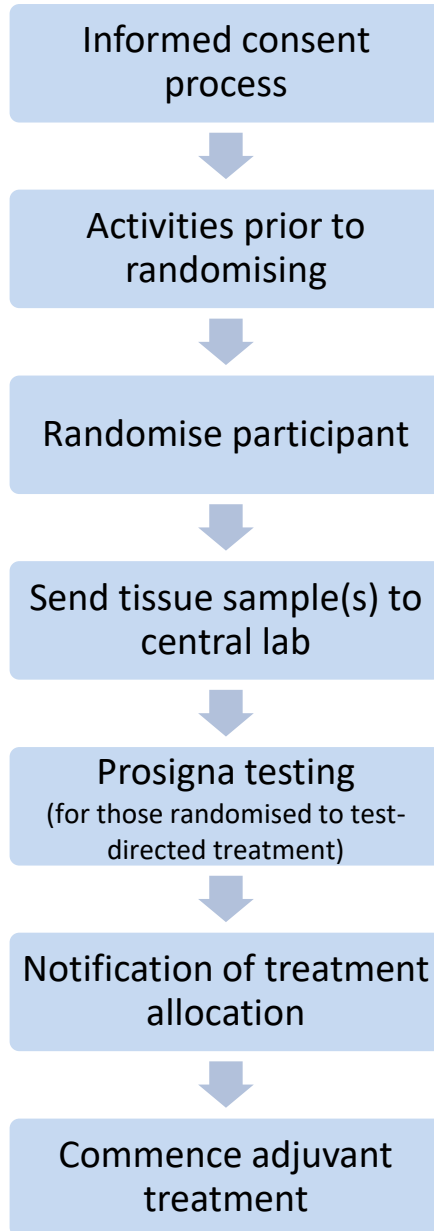 Informed consent
process
Activities prior to
randomising
Randomise participant
Send tissue sample(s) to
central lab
Prosigna testing
(for those randomised to test-
directed treatment)
Notification of treatment
allocation
Commence adjuvant
treatment